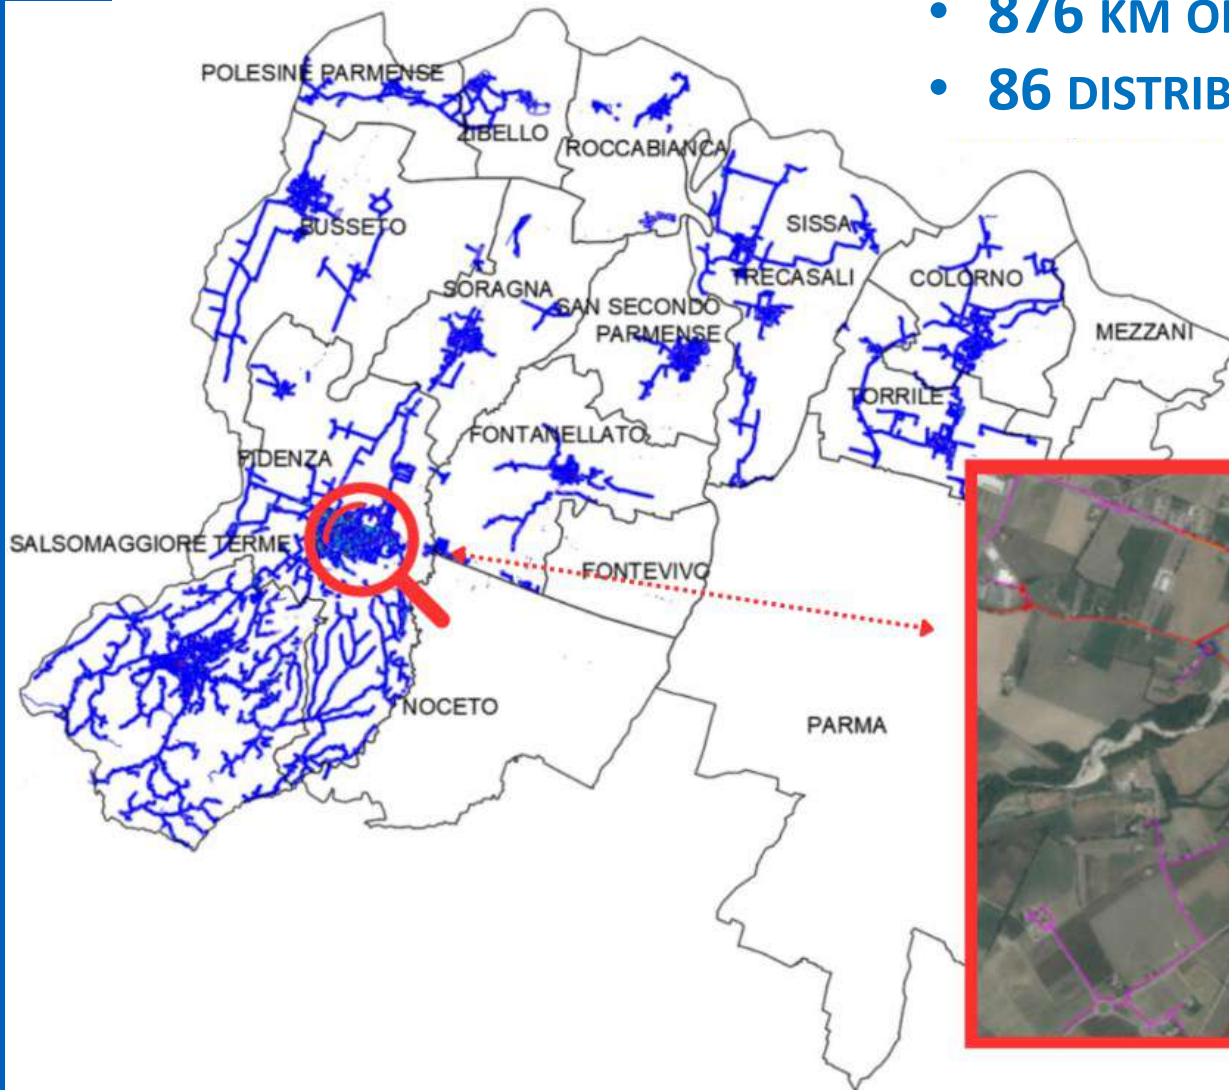 • 876 KM
• 86
POLESINE PARMENSE
ZIBELLO
ROCCABIANCA
BUSSETO
SISSA
TRECASALI
COLORNO
SORAGNA
SAN SECONDO
PARMENSE
MEZZANI
TORRILE
FONTANELLATO
FIDENZA
SALSOMAGGIORE TERME
FONTEVIVO
NOCETO
PARMA